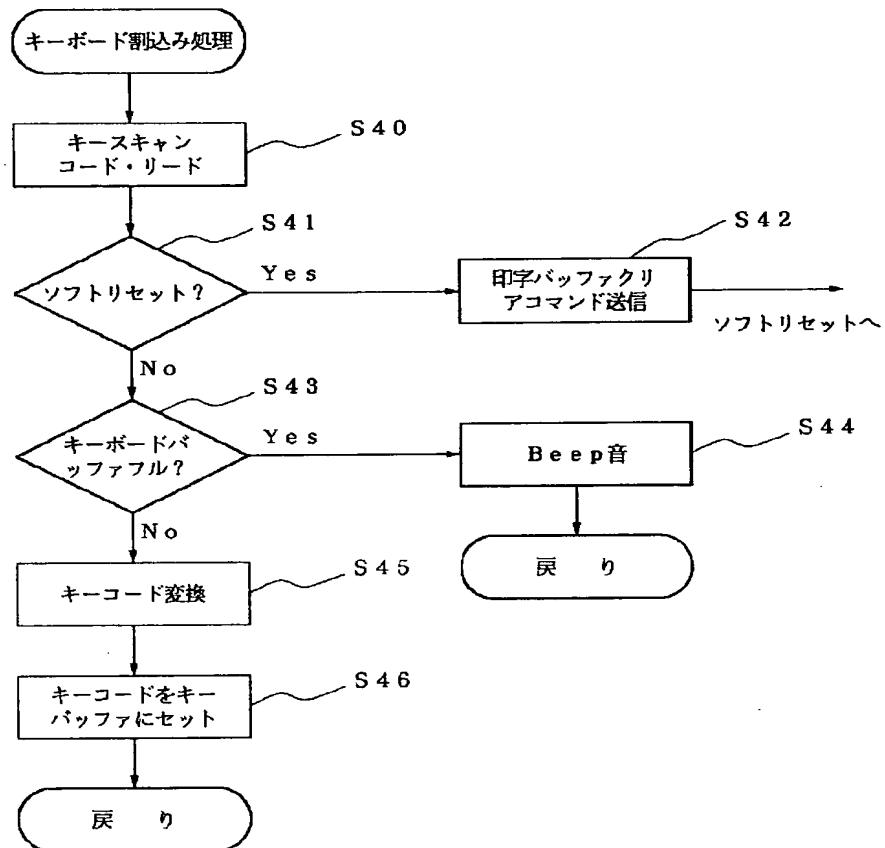 キーボード割込み処理
キースキャン
コード・リード
S40
S41
ソフトリセット?
Yes
S42
印字バッファクリ
アコマンド送信
ソフトリセットへ
No
S43
キーボードバ
ッファフル?
Yes
S44
Beep音
戻 り
No
S45
キーコード変換
S46
キーコードをキー
バッファにセット
戻 り